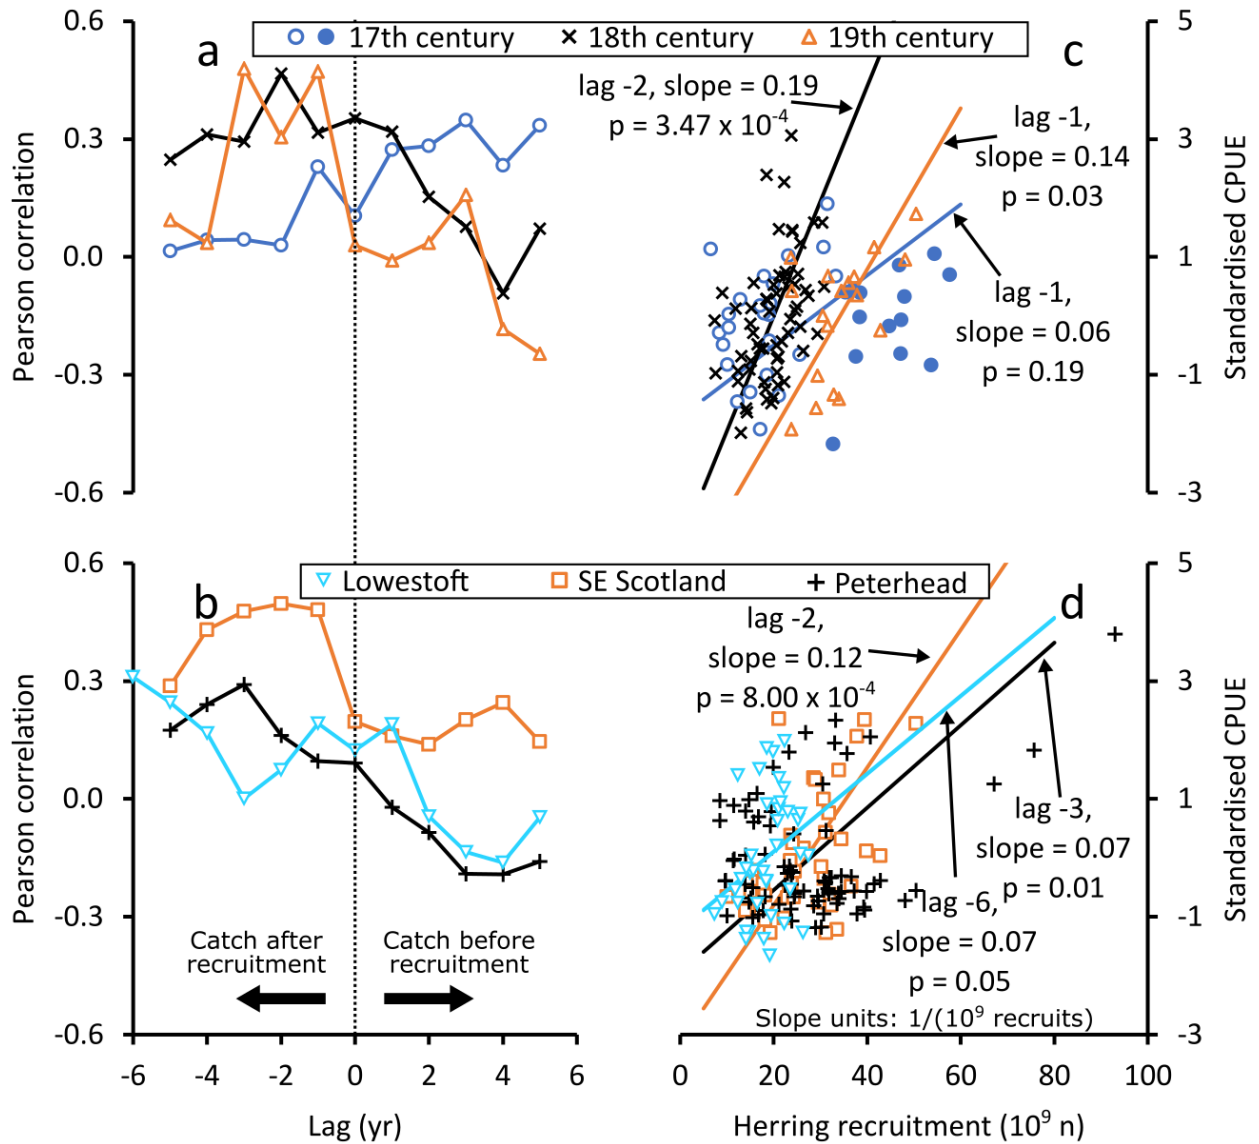 0.6
0.3
0.0
-0.3
-0.6
Pearson correlation
a
17th century
18th century
19th century
c
lag -2, slope = 0.19
p = 3.47 x 10-4
lag -1,
slope = 0.14
p = 0.03
lag -1,
slope = 0.06
p = 0.19
5
3
1
-1
-3
Standardised CPUE
0.6
0.3
0.0
-0.3
-0.6
Pearson correlation
b
Lowestoft
SE Scotland
Peterhead
d
lag -2,
slope = 0.12
p = 8.00 x 10-4
lag -3,
slope = 0.07
p = 0.01
lag -6,
slope = 0.07
p = 0.05
Slope units: 1/(10⁹ recruits)
Catch after
recruitment
Catch before
recruitment
5
3
1
-1
-3
Standardised CPUE
-6 -4 -2 0 2 4 6
Lag (yr)
0 20 40 60 80 100
Herring recruitment (10⁹ n)